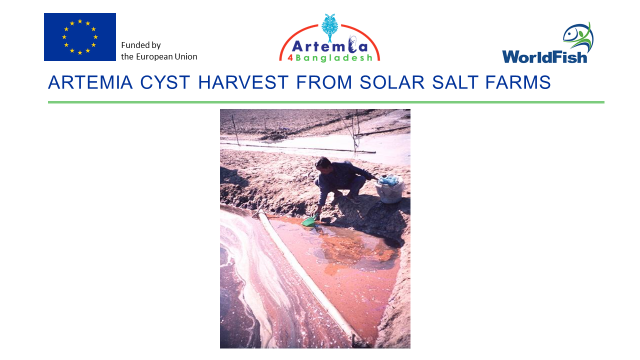 Funded by
the European Union
Artemia
4Bangladesh
WorldFish
ARTEMIA CYST HARVEST FROM SOLAR SALT FARMS